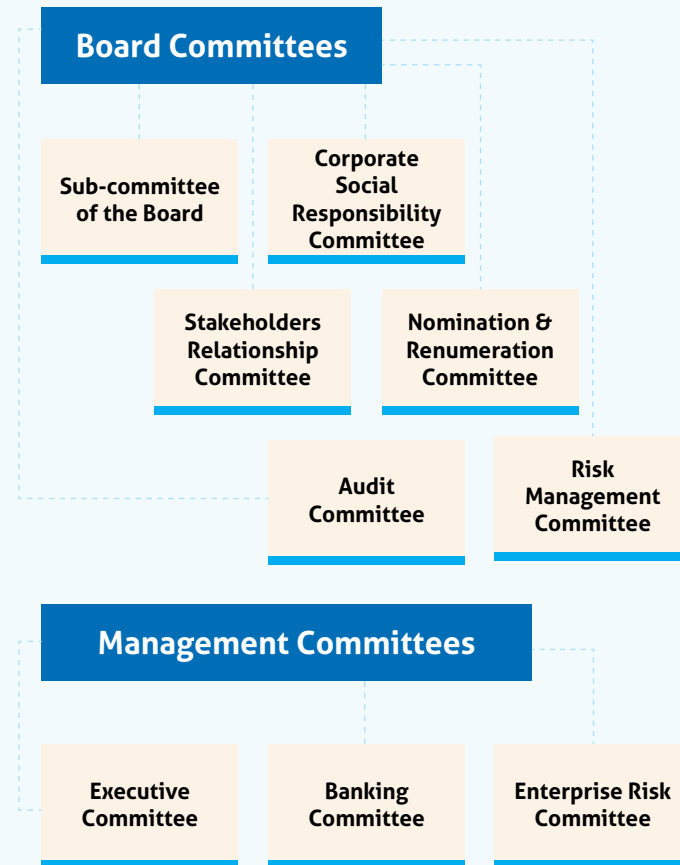 Board Committees
Sub-committee
of the Board
Corporate
Social
Responsibility
Committee
Stakeholders
Relationship
Committee
Nomination &
Renumeration
Committee
Audit
Committee
Risk
Management
Committee
Management Committees
Executive
Committee
Banking
Committee
Enterprise Risk
Committee